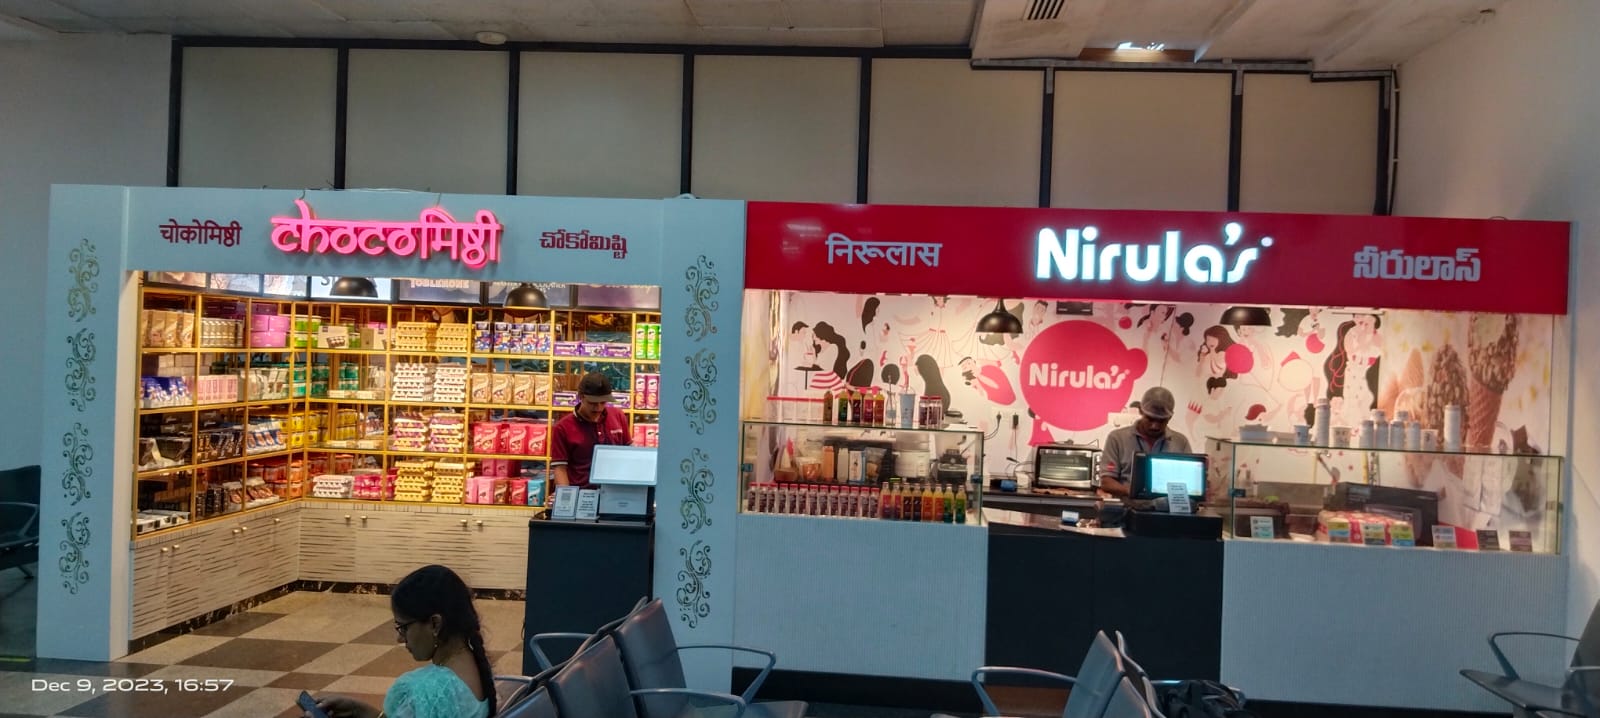 चोकोमिष्ठी
chocoमिष्ठी
చోకోమిష్టి
निरूलास
Nirula's
నీరులాస్
TOBLERONE
Nirula's
Dec 9, 2023, 16:57